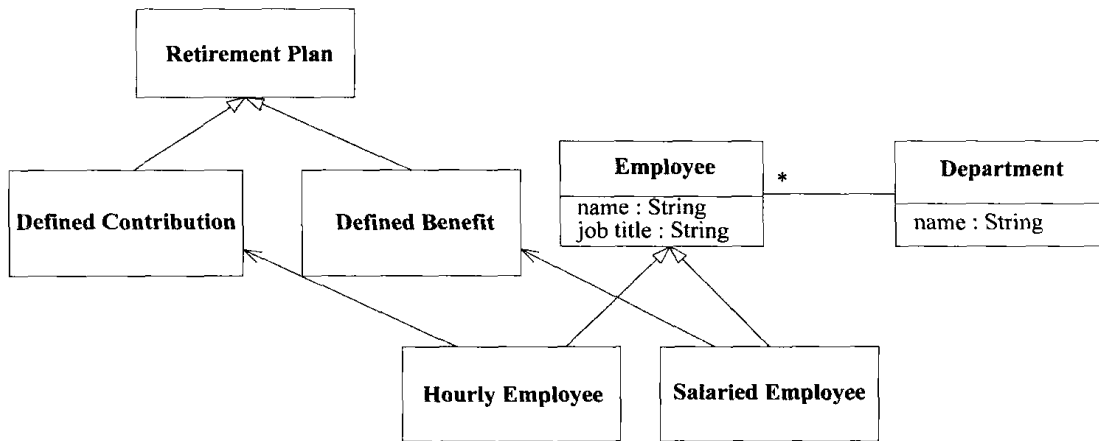 Retirement Plan
Employee
Department
*
name : String
job title : String
name : String
Defined Contribution
Defined Benefit
Hourly Employee
Salaried Employee